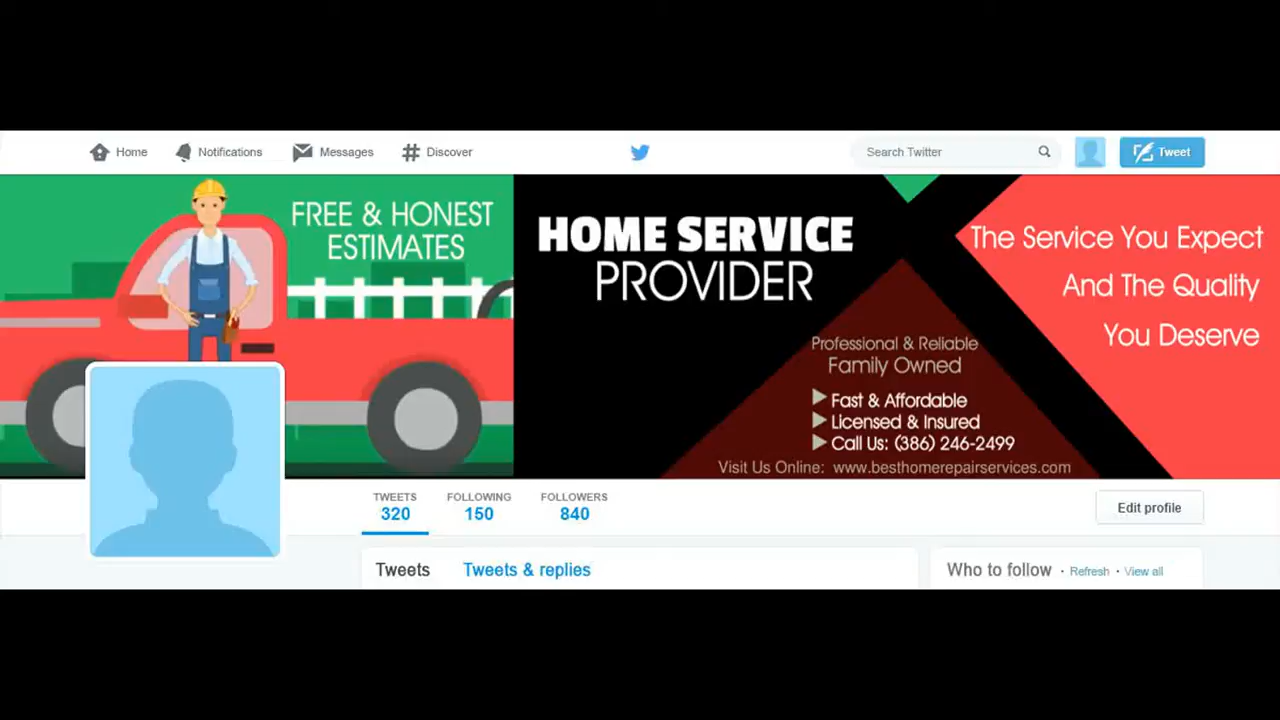 Home Notifications Messages Discover Search Twitter Tweet
FREE & HONEST
ESTIMATES
HOME SERVICE
PROVIDER
The Service You Expect
And The Quality
You Deserve
Professional & Reliable
Family Owned
Fast & Affordable
Licensed & Insured
Call Us: (386) 246-2499
Visit Us Online: www.besthomerepairservices.com
TWEETS FOLLOWING FOLLOWERS
320 150 840
Edit profile
Tweets Tweets & replies
Who to follow · Refresh · View all